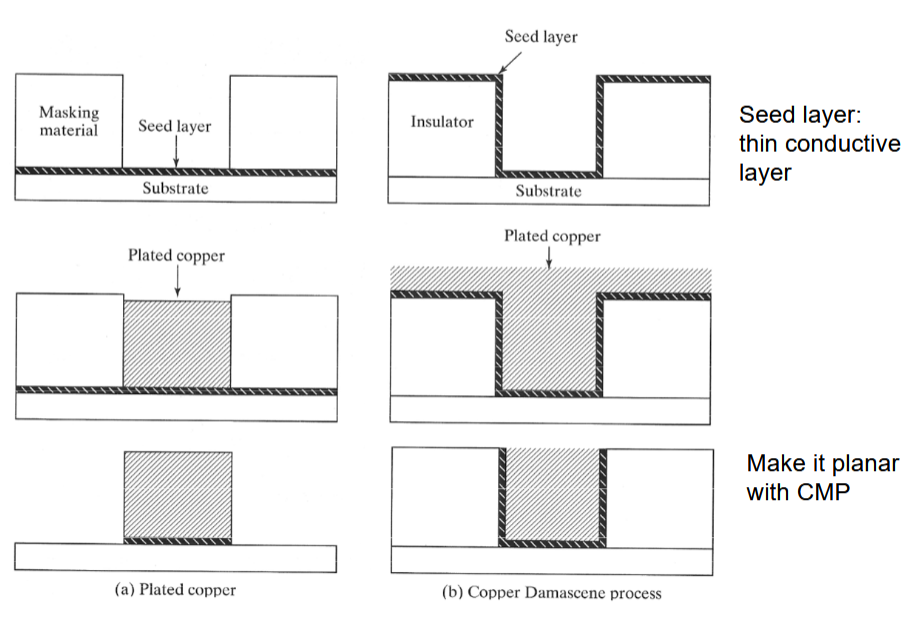 Seed layer
Masking
material
Seed layer
Substrate
Insulator
Substrate
Seed layer:
thin conductive
layer
Plated copper
Plated copper
Make it planar
with CMP
(a) Plated copper
(b) Copper Damascene process